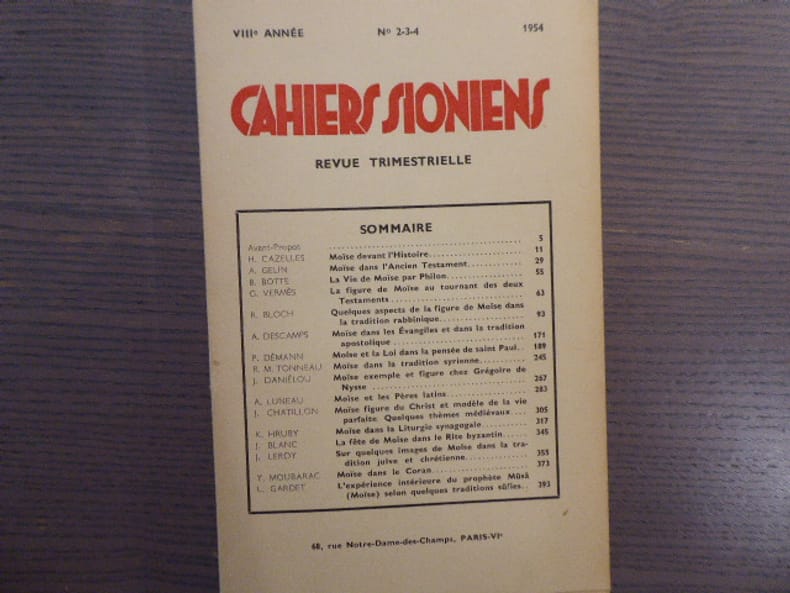 VIIIe ANNÉE No 2-3-4 1954
CAHIERS SIONIENS
REVUE TRIMESTRIELLE
SOMMAIRE
Avant-Propos ........................................ 5
H. CAZELLES Moïse devant l'Histoire.................... 11
A. GELIN Moïse dans l'Ancien Testament............ 29
B. BOTTE La Vie de Moïse par Philon................ 55
G. VERMÈS La figure de Moïse au tournant des deux
Testaments............................ 63
R. BLOCH Quelques aspects de la figure de Moïse dans
la tradition rabbinique.................. 93
A. DESCAMPS Moïse dans les Évangiles et dans la tradition
apostolique............................ 171
P. DÉMANN Moïse et la Loi dans la pensée de saint Paul.. 189
R. M. TONNEAU Moïse dans la tradition syrienne............ 245
J. DANIÉLOU Moïse exemple et figure chez Grégoire de
Nysse ................................ 267
A. LUNEAU Moïse et les Pères latins.................. 283
J. CHATILLON Moïse figure du Christ et modèle de la vie
parfaite. Quelques thèmes médiévaux.... 305
K. HRUBY Moïse dans la Liturgie synagogale.......... 317
J. BLANC La fête de Moïse dans le Rite byzantin...... 345
J. LEROY Sur quelques images de Moïse dans la tra-
dition juive et chrétienne................ 355
Y. MOUBARAC Moïse dans le Coran...................... 373
L. GARDET L'expérience intérieure du prophète Mūsā
(Moïse) selon quelques traditions sûfies.. 393
68, rue Notre-Dame-des-Champs, PARIS-VIe